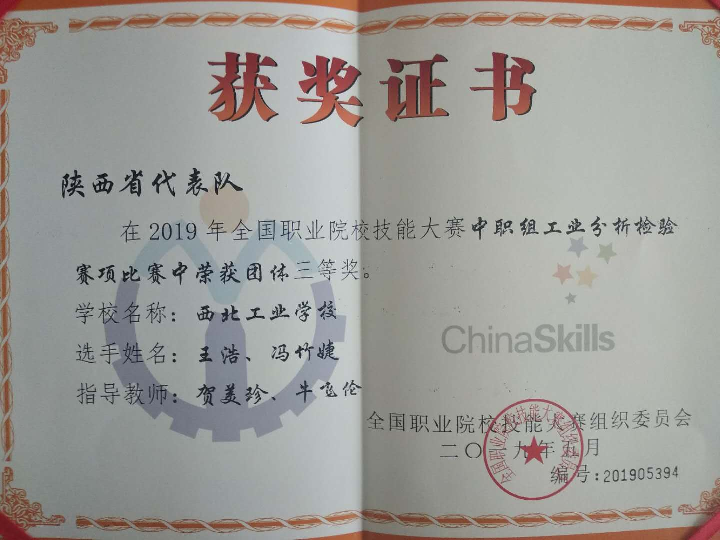 获奖证书
陕西省代表队
在2019年全国职业院校技能大赛中职组工业分析检验
赛项比赛中荣获团体三等奖。
学校名称：西北工业学校
ChinaSkills
选手姓名：王浩、冯竹婕
指导教师：贺美珍、牛飞伦
全国职业院校技能大赛组织委员会
二〇一九年五月
编号:201905394